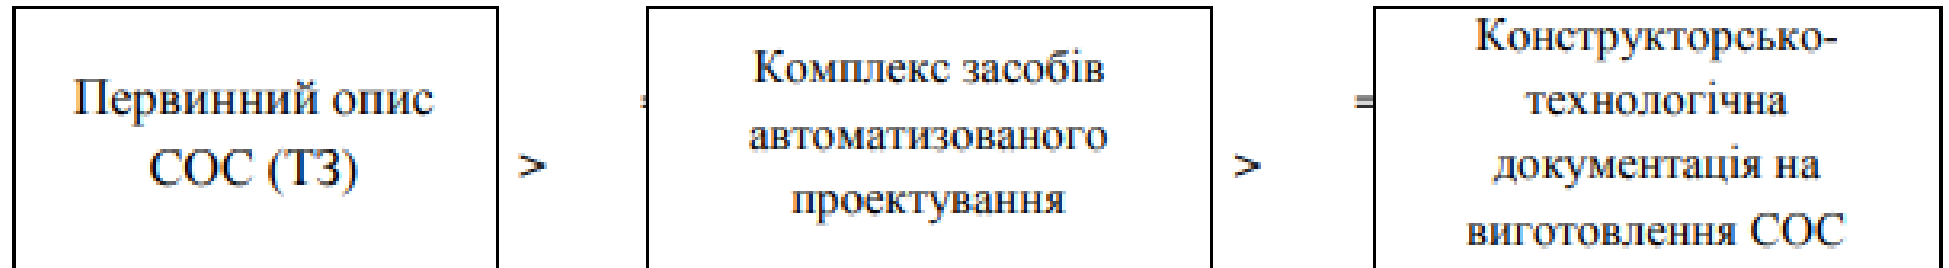 Первинний опис
СОС (ТЗ)
>
=
Комплекс засобів
автоматизованого
проектування
>
=
Конструкторсько-
технологічна
документація на
виготовлення СОС